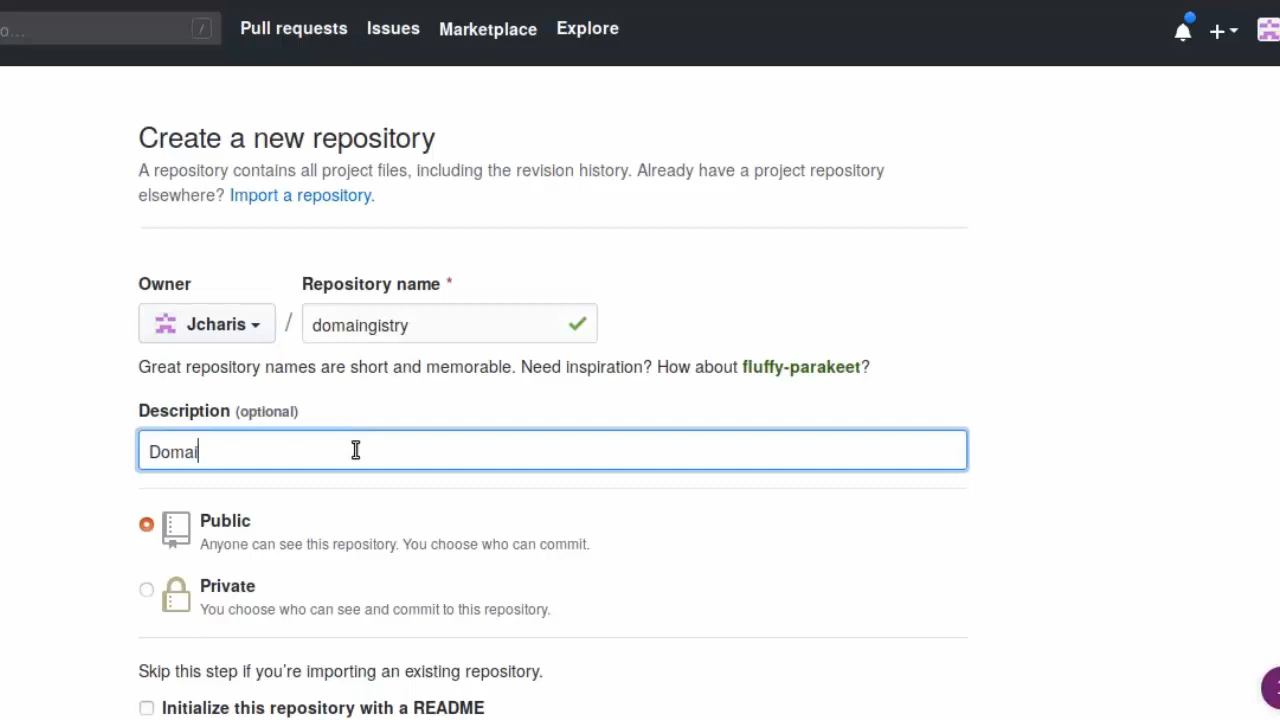 o... / Pull requests Issues Marketplace Explore
Create a new repository
A repository contains all project files, including the revision history. Already have a project repository
elsewhere? Import a repository.
Owner Repository name *
Jcharis / domaingistry
Great repository names are short and memorable. Need inspiration? How about fluffy-parakeet?
Description (optional)
Domai
Public
Anyone can see this repository. You choose who can commit.
Private
You choose who can see and commit to this repository.
Skip this step if you’re importing an existing repository.
Initialize this repository with a README